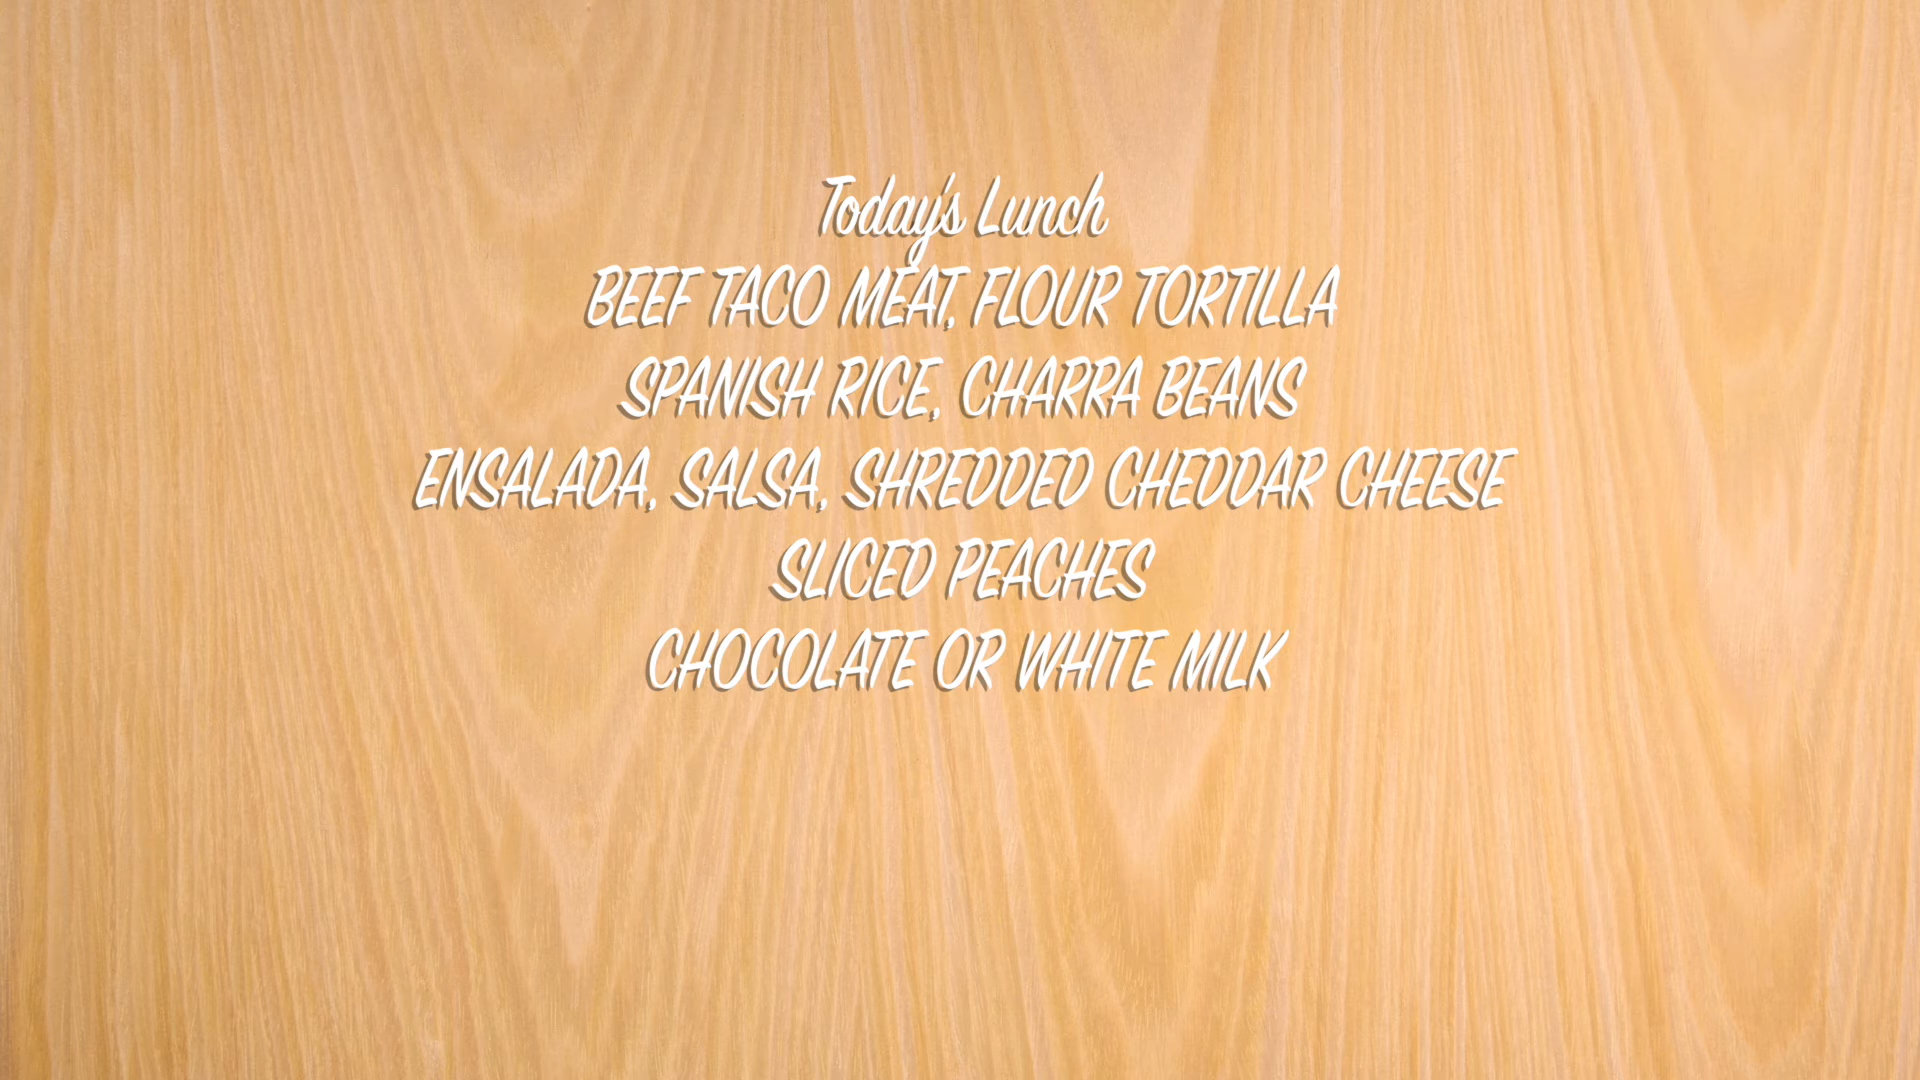 Today's Lunch
BEEF TACO MEAT, FLOUR TORTILLA
SPANISH RICE, CHARRA BEANS
ENSALADA, SALSA, SHREDDED CHEDDAR CHEESE
SLICED PEACHES
CHOCOLATE OR WHITE MILK